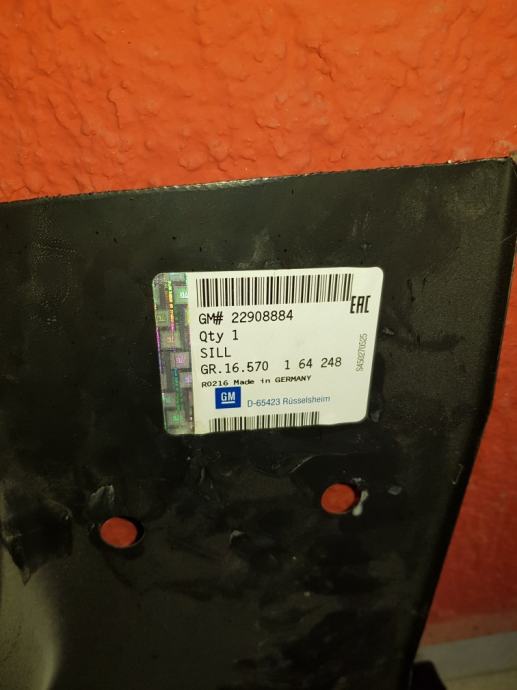 GM# 22908884
EAC
Qty 1
SILL
GR.16.570 1 64 248
R0216 Made in GERMANY
GM
D-65423 Rüsselsheim